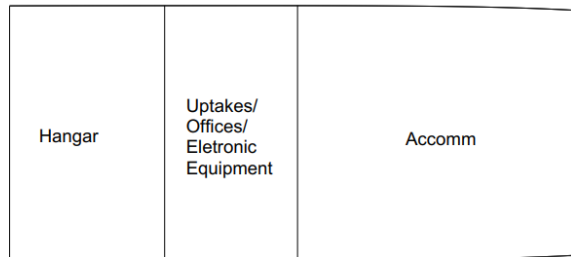 Hangar
Uptakes/
Offices/
Eletronic
Equipment
Accomm